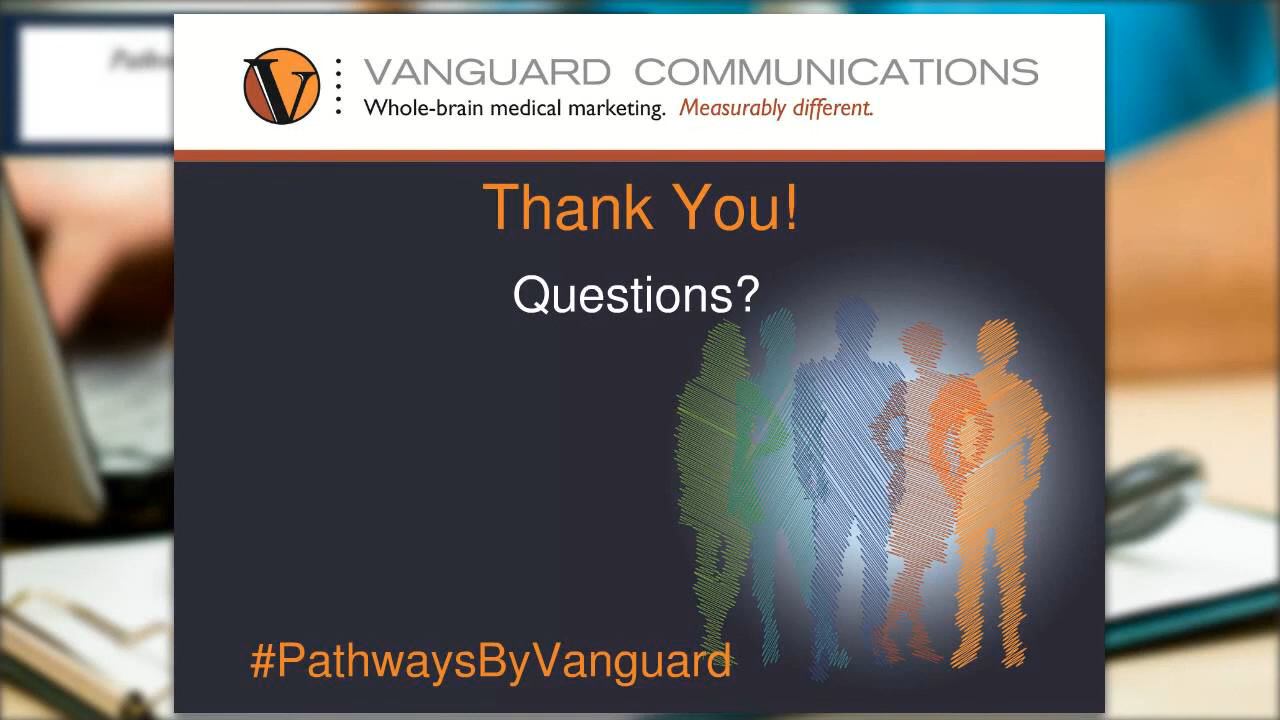 VANGUARD COMMUNICATIONS
Whole-brain medical marketing. Measurably different.
Thank You!
Questions?
#PathwaysByVanguard